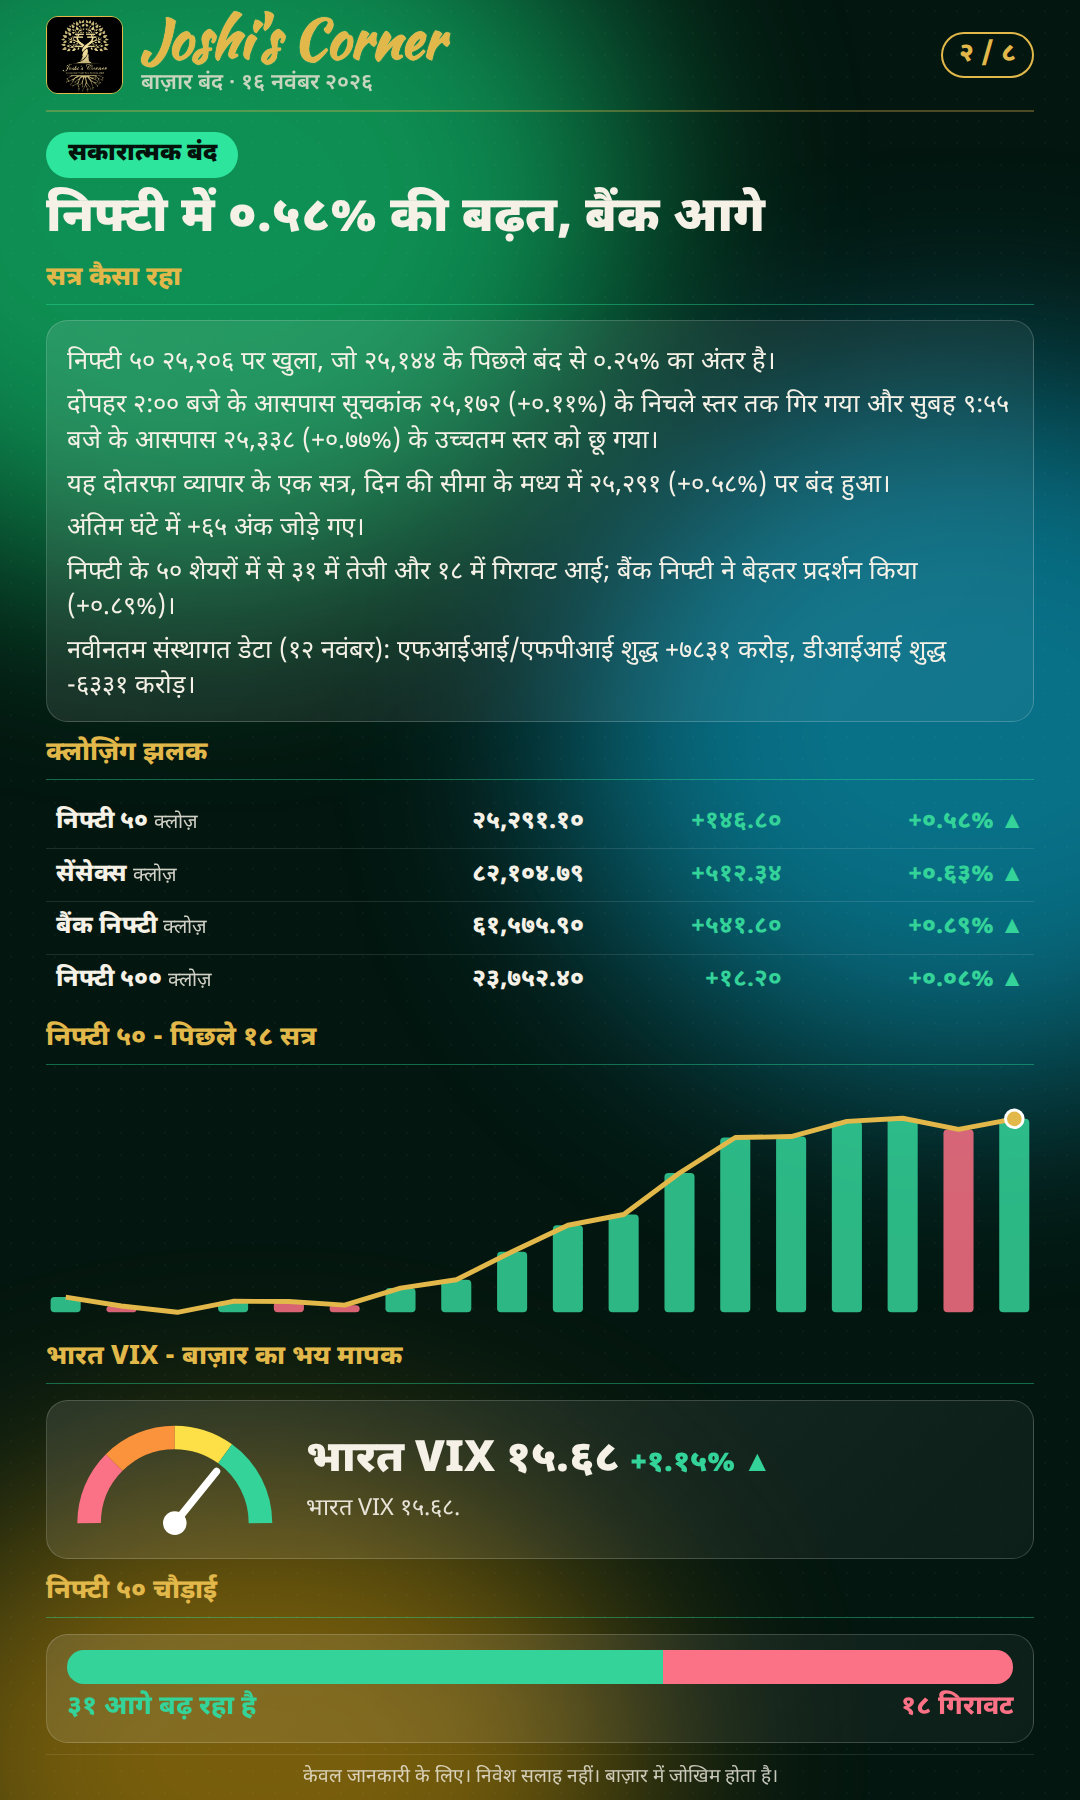 Joshi's Corner
Joshi's Corner
बाज़ार बंद · १६ नवंबर २०२६
२ / ८
सकारात्मक बंद
निफ्टी में ०.५८% की बढ़त, बैंक आगे
सत्र कैसा रहा
निफ्टी ५० २५,२०६ पर खुला, जो २५,१४४ के पिछले बंद से ०.२५% का अंतर है।
दोपहर २:०० बजे के आसपास सूचकांक २५,१७२ (+०.११%) के निचले स्तर तक गिर गया और सुबह ९:५५
बजे के आसपास २५,३३८ (+०.७७%) के उच्चतम स्तर को छू गया।
यह दोतरफा व्यापार के एक सत्र, दिन की सीमा के मध्य में २५,२९१ (+०.५८%) पर बंद हुआ।
अंतिम घंटे में +६५ अंक जोड़े गए।
निफ्टी के ५० शेयरों में से ३१ में तेजी और १८ में गिरावट आई; बैंक निफ्टी ने बेहतर प्रदर्शन किया
(+०.८९%)।
नवीनतम संस्थागत डेटा (१२ नवंबर): एफआईआई/एफपीआई शुद्ध +७८३१ करोड़, डीआईआई शुद्ध
-६३३१ करोड़।
क्लोज़िंग झलक
निफ्टी ५० क्लोज़ २५,२९१.१० +१४६.८० +०.५८% ▲
सेंसेक्स क्लोज़ ८२,१०४.७९ +५१२.३४ +०.६३% ▲
बैंक निफ्टी क्लोज़ ६१,५७५.९० +५४१.८० +०.८९% ▲
निफ्टी ५०० क्लोज़ २३,७५२.४० +१८.२० +०.०८% ▲
निफ्टी ५० - पिछले १८ सत्र
भारत VIX - बाज़ार का भय मापक
भारत VIX १५.६८ +१.१५% ▲
भारत VIX १५.६८.
निफ्टी ५० चौड़ाई
३१ आगे बढ़ रहा है
१८ गिरावट
केवल जानकारी के लिए। निवेश सलाह नहीं। बाज़ार में जोखिम होता है।